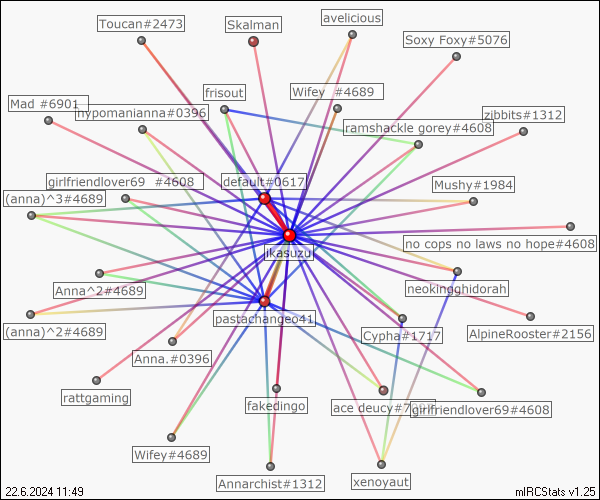 Toucan#2473
Skalman
avelicious
Soxy Foxy#5076
frisout
Wifey #4689
Mad #6901
hypomanianna#0396
ramshackle gorey#4608
zibbits#1312
girlfriendlover69 #4608
default#0617
Mushy#1984
(anna)^3#4689
no cops no laws no hope#4608
ikasuzu
Anna^2#4689
neokingghidorah
(anna)^2#4689
pastachangeo41
Cypha#1717
AlpineRooster#2156
Anna.#0396
rattgaming
fakedingo
ace deucy
girlfriendlover69#4608
Wifey#4689
Annarchist#1312
xenoyaut
22.6.2024 11:49
mIRCStats v1.25